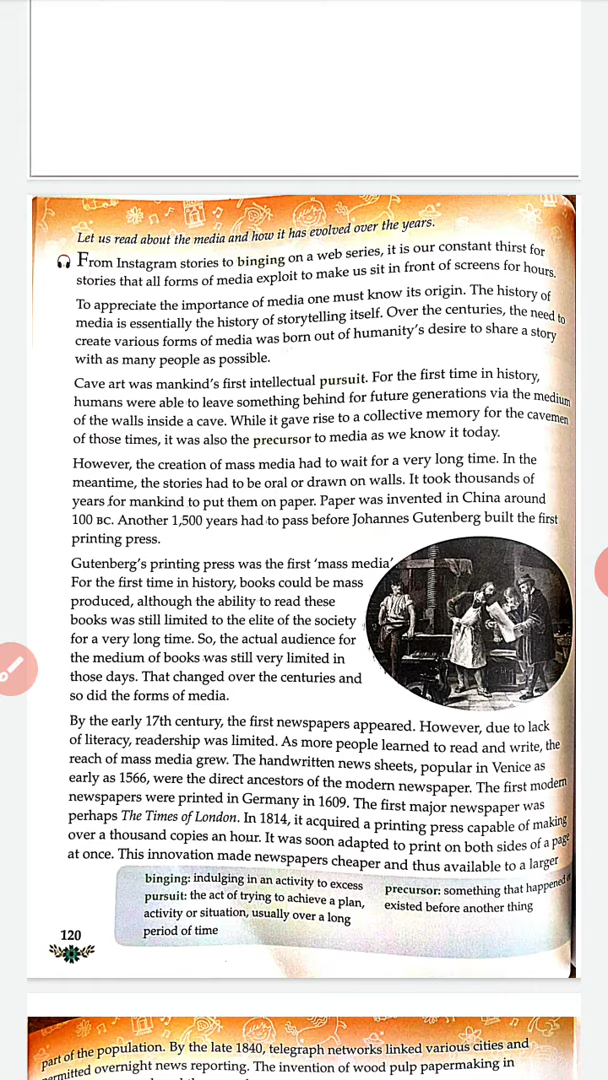 Let us read about the media and how it has evolved over the years.
From Instagram stories to binging on a web series, it is our constant thirst for
stories that all forms of media exploit to make us sit in front of screens for hours.
To appreciate the importance of media one must know its origin. The history of
media is essentially the history of storytelling itself. Over the centuries, the need to
create various forms of media was born out of humanity's desire to share a story
with as many people as possible.
Cave art was mankind's first intellectual pursuit. For the first time in history,
humans were able to leave something behind for future generations via the medium
of the walls inside a cave. While it gave rise to a collective memory for the cavemen
of those times, it was also the precursor to media as we know it today.
However, the creation of mass media had to wait for a very long time. In the
meantime, the stories had to be oral or drawn on walls. It took thousands of
years for mankind to put them on paper. Paper was invented in China around
100 BC. Another 1,500 years had to pass before Johannes Gutenberg built the first
printing press.
Gutenberg's printing press was the first 'mass media'
For the first time in history, books could be mass
produced, although the ability to read these
books was still limited to the elite of the society
for a very long time. So, the actual audience for
the medium of books was still very limited in
those days. That changed over the centuries and
so did the forms of media.
By the early 17th century, the first newspapers appeared. However, due to lack
of literacy, readership was limited. As more people learned to read and write, the
reach of mass media grew. The handwritten news sheets, popular in Venice as
early as 1566, were the direct ancestors of the modern newspaper. The first modern
newspapers were printed in Germany in 1609. The first major newspaper was
perhaps The Times of London. In 1814, it acquired a printing press capable of making
over a thousand copies an hour. It was soon adapted to print on both sides of a page
at once. This innovation made newspapers cheaper and thus available to a larger
binging: indulging in an activity to excess
pursuit: the act of trying to achieve a plan,
activity or situation, usually over a long
period of time
precursor: something that happened
existed before another thing
120
part of the population. By the late 1840, telegraph networks linked various cities and
permitted overnight news reporting. The invention of wood pulp papermaking in